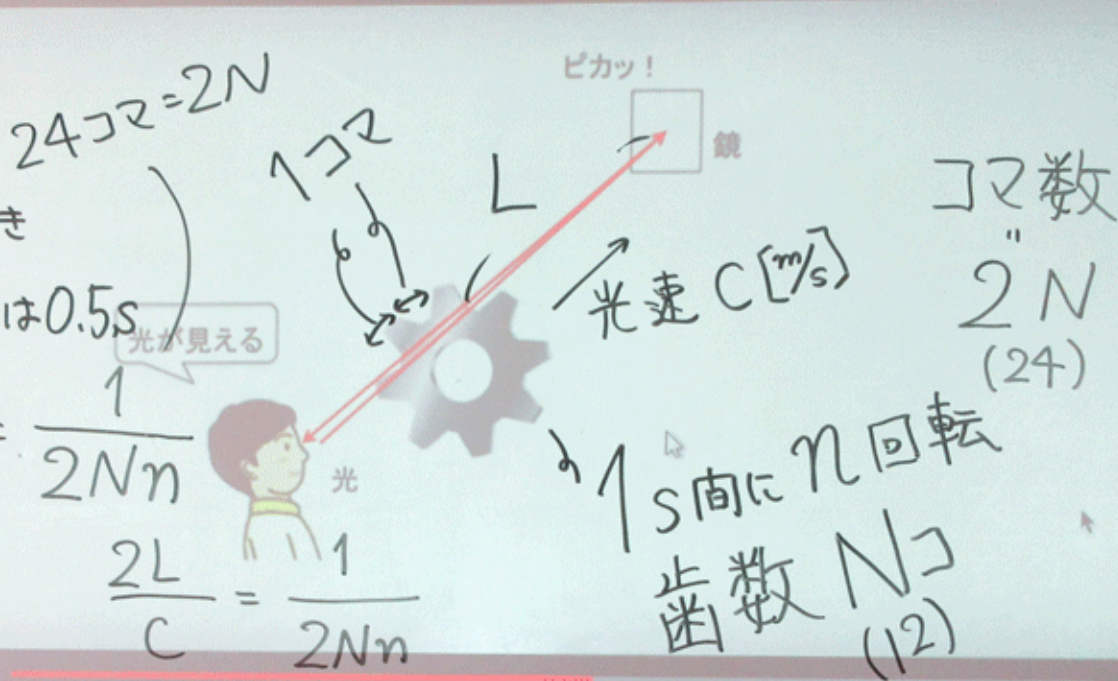 24コマ=2N
き
は0.5s
= 1/2Nn
2L/C = 1/2Nn
1コマ
L
ピカッ!
鏡
光速 C[m/s]
光が見える
光
1s間に n回転
歯数 Nコ
(12)
コマ数
〃
2N
(24)